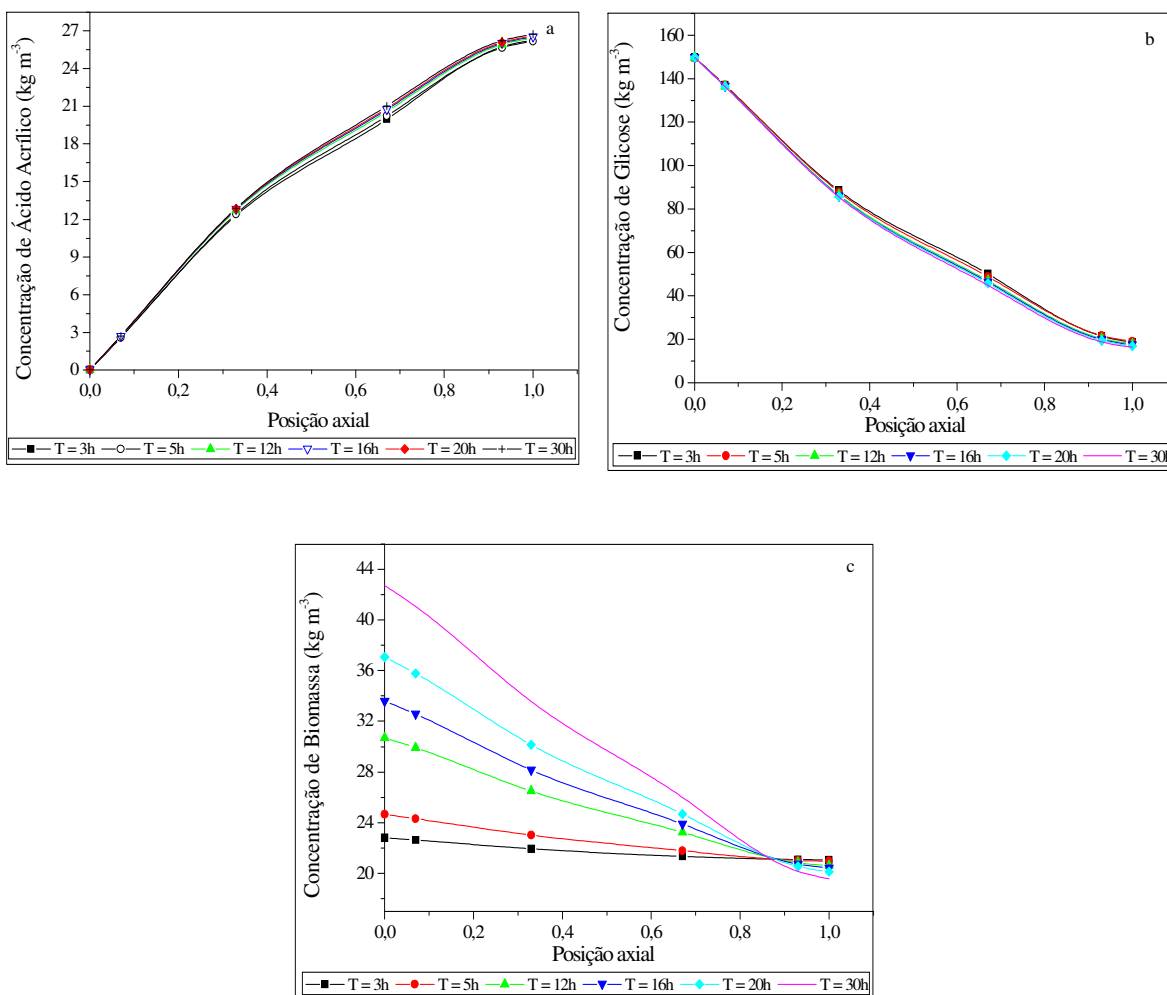 a
Concentração de Ácido Acrílico (kg m⁻³)
27
24
21
18
15
12
9
6
3
0
0,0 0,2 0,4 0,6 0,8 1,0
Posição axial
T = 3h T = 5h T = 12h T = 16h T = 20h T = 30h
b
Concentração de Glicose (kg m⁻³)
160
140
120
100
80
60
40
20
0
0,0 0,2 0,4 0,6 0,8 1,0
Posição axial
T = 3h T = 5h T = 12h T = 16h T = 20h T = 30h
c
Concentração de Biomassa (kg m⁻³)
44
40
36
32
28
24
20
0,0 0,2 0,4 0,6 0,8 1,0
Posição axial
T = 3h T = 5h T = 12h T = 16h T = 20h T = 30h